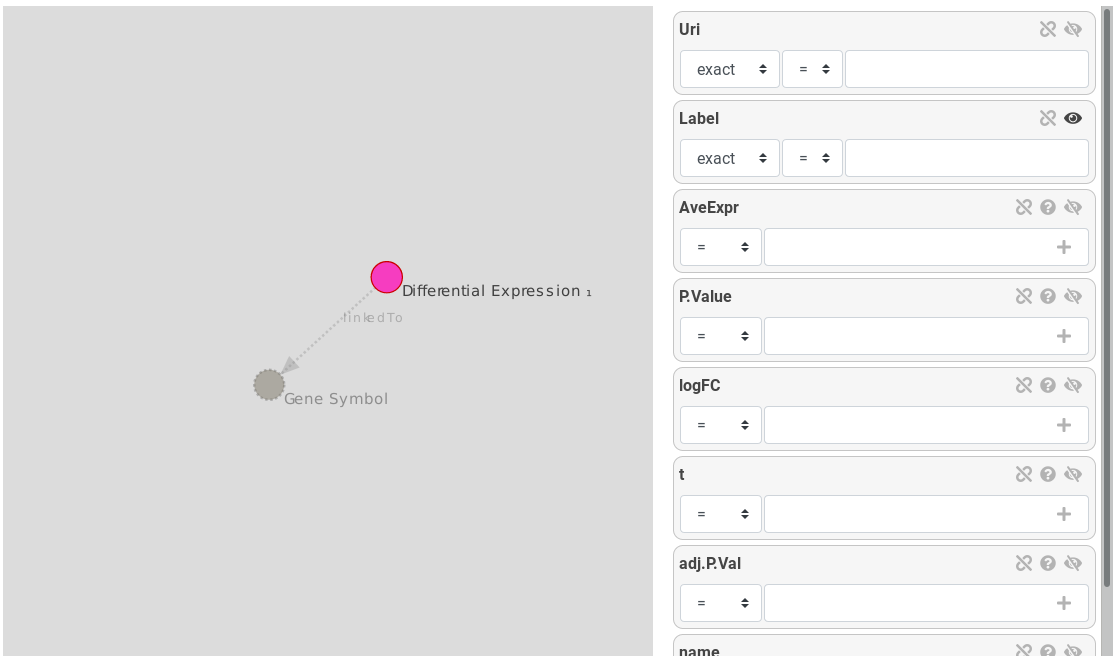 Differential Expression ₁
linkedTo
Gene Symbol
Uri
exact =
Label
exact =
AveExpr
=
P.Value
=
logFC
=
t
=
adj.P.Val
=
name